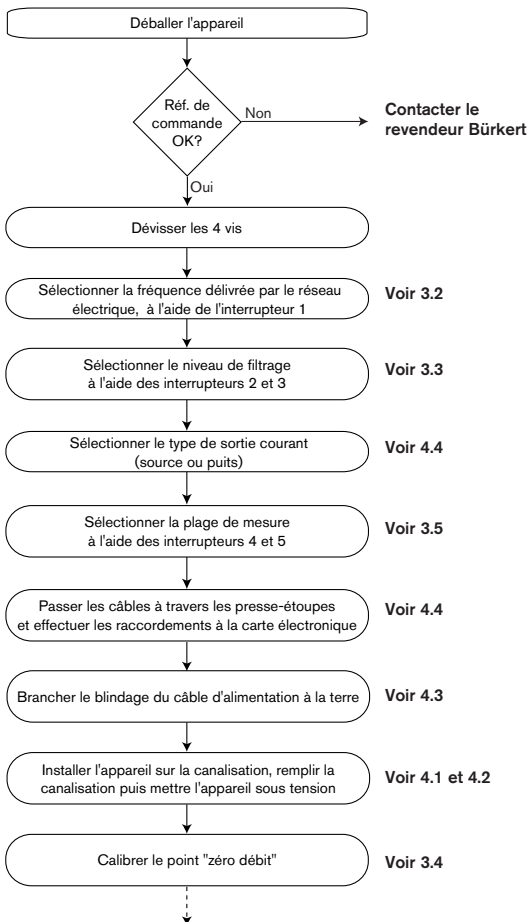 Déballer l'appareil
Réf. de
commande
OK?
Non
Contacter le
revendeur Bürkert
Oui
Dévisser les 4 vis
Sélectionner la fréquence délivrée par le réseau
électrique, à l'aide de l'interrupteur 1
Voir 3.2
Sélectionner le niveau de filtrage
à l'aide des interrupteurs 2 et 3
Voir 3.3
Sélectionner le type de sortie courant
(source ou puits)
Voir 4.4
Sélectionner la plage de mesure
à l'aide des interrupteurs 4 et 5
Voir 3.5
Passer les câbles à travers les presse-étoupes
et effectuer les raccordements à la carte électronique
Voir 4.4
Brancher le blindage du câble d'alimentation à la terre
Voir 4.3
Installer l'appareil sur la canalisation, remplir la
canalisation puis mettre l'appareil sous tension
Voir 4.1 et 4.2
Calibrer le point "zéro débit"
Voir 3.4